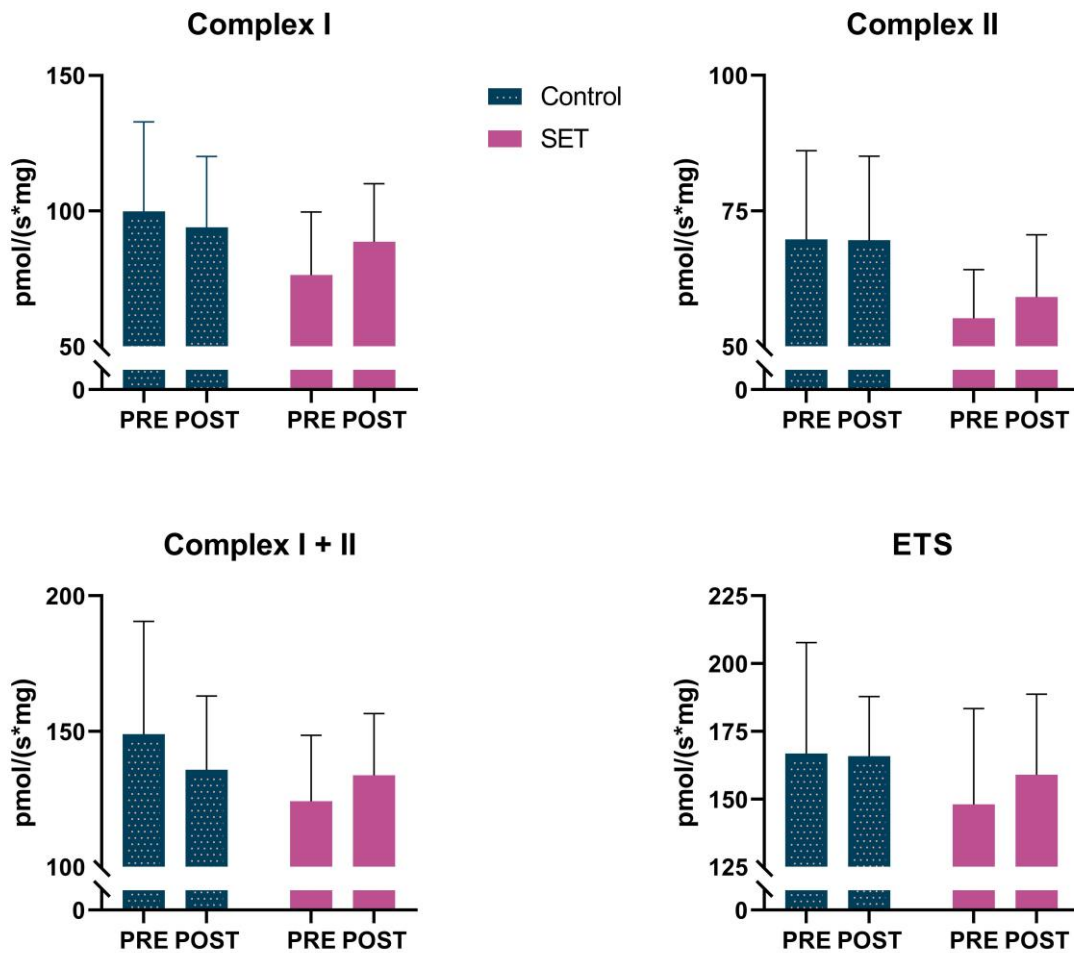 Complex I
150
100
50
0
pmol/(s*mg)
PRE POST PRE POST
Control
SET
Complex II
100
75
50
0
pmol/(s*mg)
PRE POST PRE POST
Complex I + II
200
150
100
0
pmol/(s*mg)
PRE POST PRE POST
ETS
225
200
175
150
125
0
pmol/(s*mg)
PRE POST PRE POST